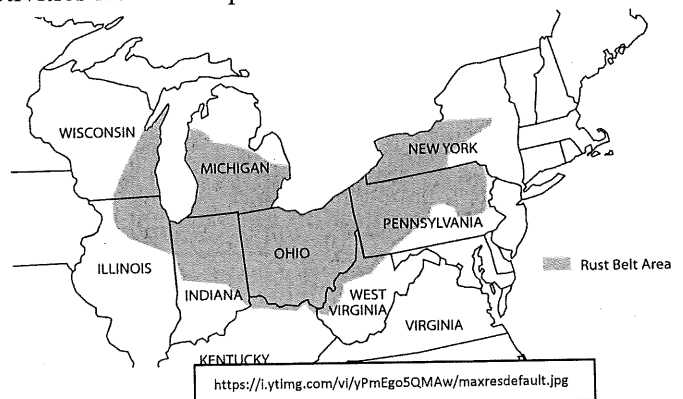 WISCONSIN
MICHIGAN
NEW YORK
PENNSYLVANIA
OHIO
ILLINOIS
INDIANA
WEST
VIRGINIA
VIRGINIA
KENTUCKY
Rust Belt Area
https://i.ytimg.com/vi/yPmEgo5QMAw/maxresdefault.jpg